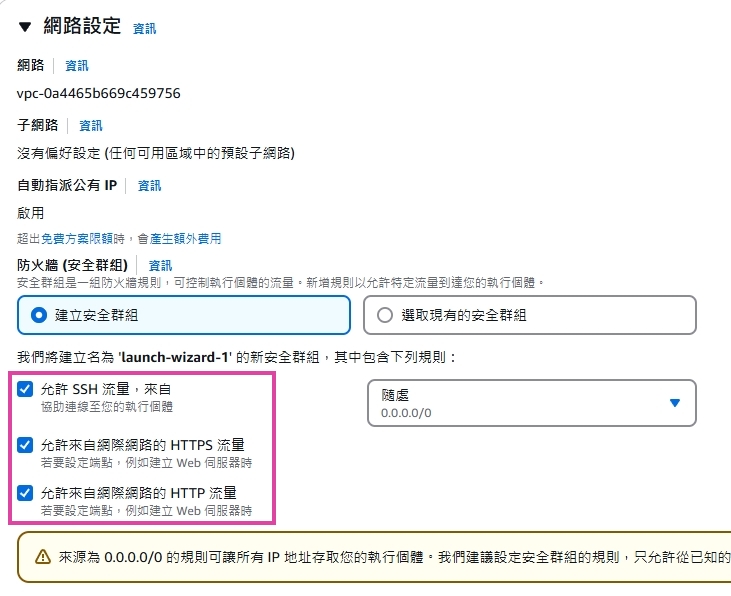 ▼ 網路設定 資訊
網路 資訊
vpc-0a4465b669c459756
子網路 資訊
沒有偏好設定 (任何可用區域中的預設子網路)
自動指派公有 IP 資訊
啟用
超出免費方案限額時，會產生額外費用
防火牆 (安全群組) 資訊
安全群組是一組防火牆規則，可控制執行個體的流量。新增規則以允許特定流量到達您的執行個體。
建立安全群組 選取現有的安全群組
我們將建立名為 'launch-wizard-1' 的新安全群組，其中包含下列規則：
允許 SSH 流量，來自
協助連線至您的執行個體
隨處
0.0.0.0/0
允許來自網際網路的 HTTPS 流量
若要設定端點，例如建立 Web 伺服器時
允許來自網際網路的 HTTP 流量
若要設定端點，例如建立 Web 伺服器時
來源為 0.0.0.0/0 的規則可讓所有 IP 地址存取您的執行個體。我們建議設定安全群組的規則，只允許從已知的